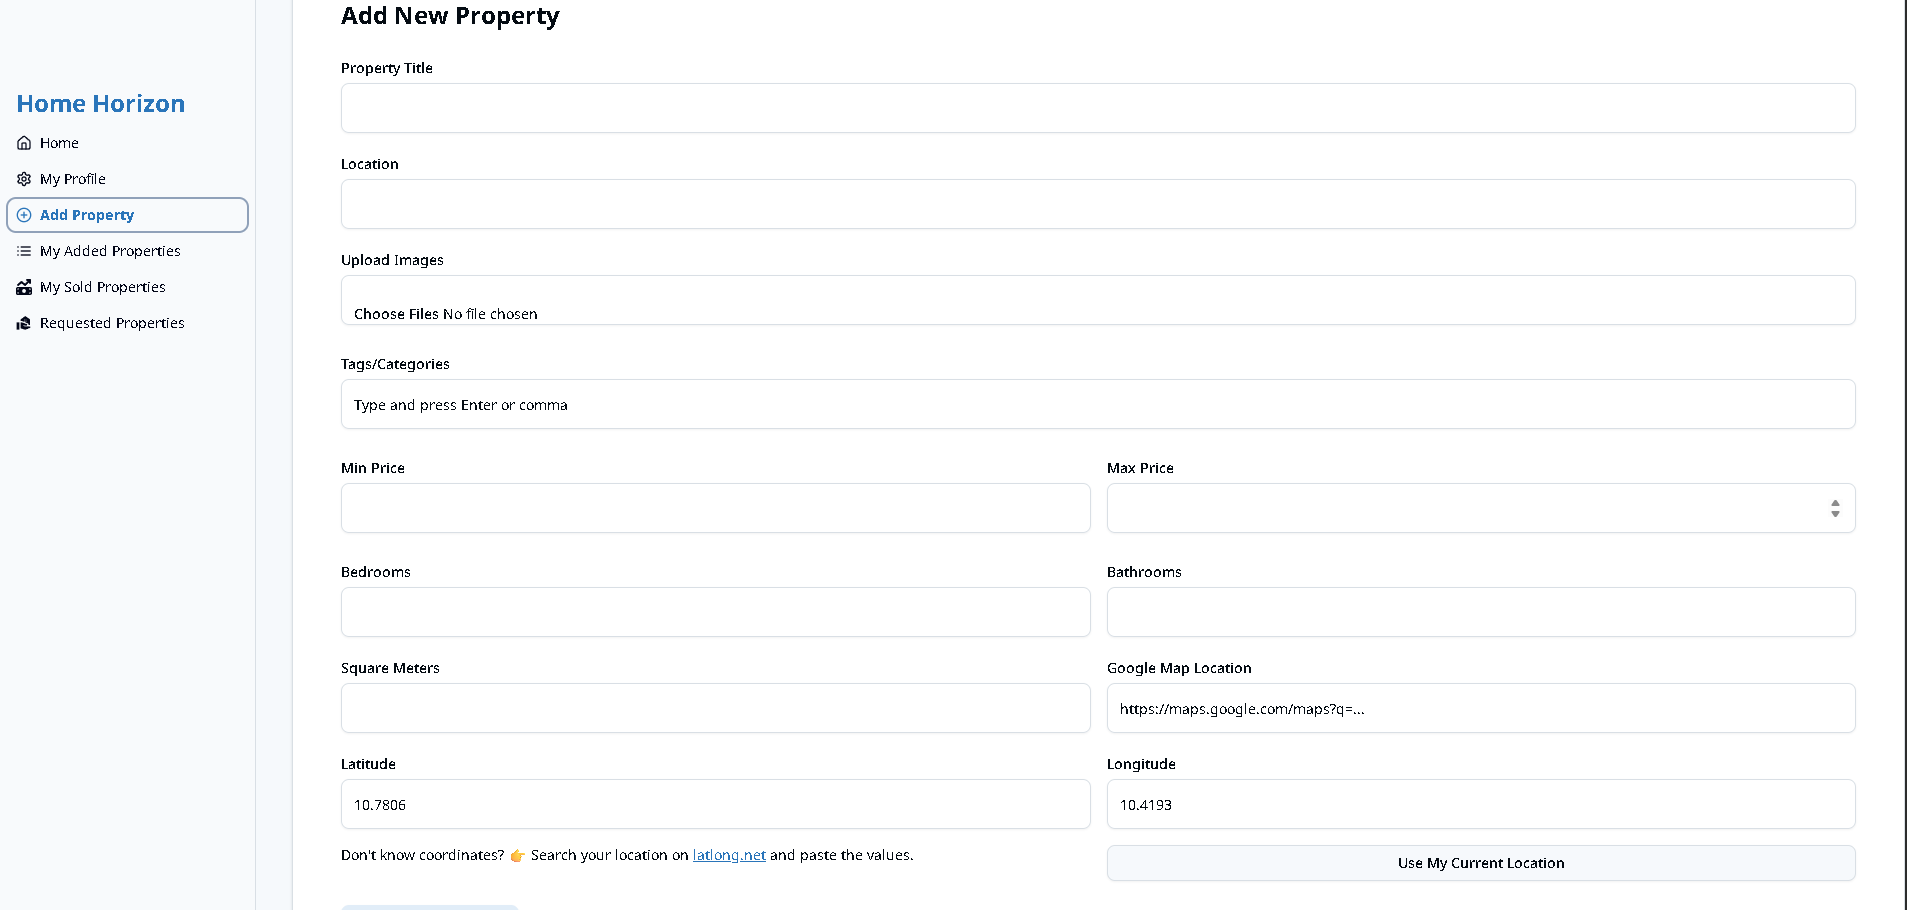 Home Horizon
Home
My Profile
Add Property
My Added Properties
My Sold Properties
Requested Properties
Add New Property
Property Title
Location
Upload Images
Choose Files No file chosen
Tags/Categories
Type and press Enter or comma
Min Price
Max Price
Bedrooms
Bathrooms
Square Meters
Google Map Location
https://maps.google.com/maps?q=...
Latitude
Longitude
10.7806
10.4193
Don't know coordinates? 👉 Search your location on latlong.net and paste the values.
Use My Current Location